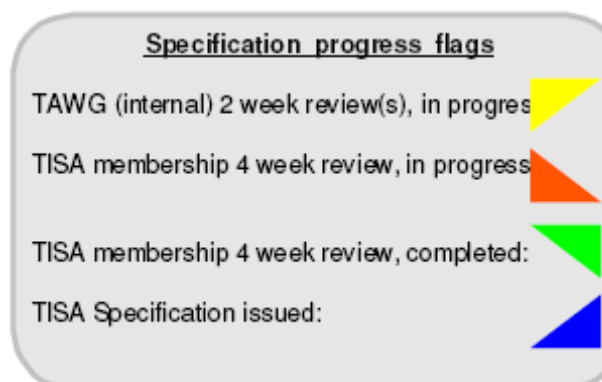 Specification progress flags
TAWG (internal) 2 week review(s), in progres
TISA membership 4 week review, in progress
TISA membership 4 week review, completed:
TISA Specification issued: